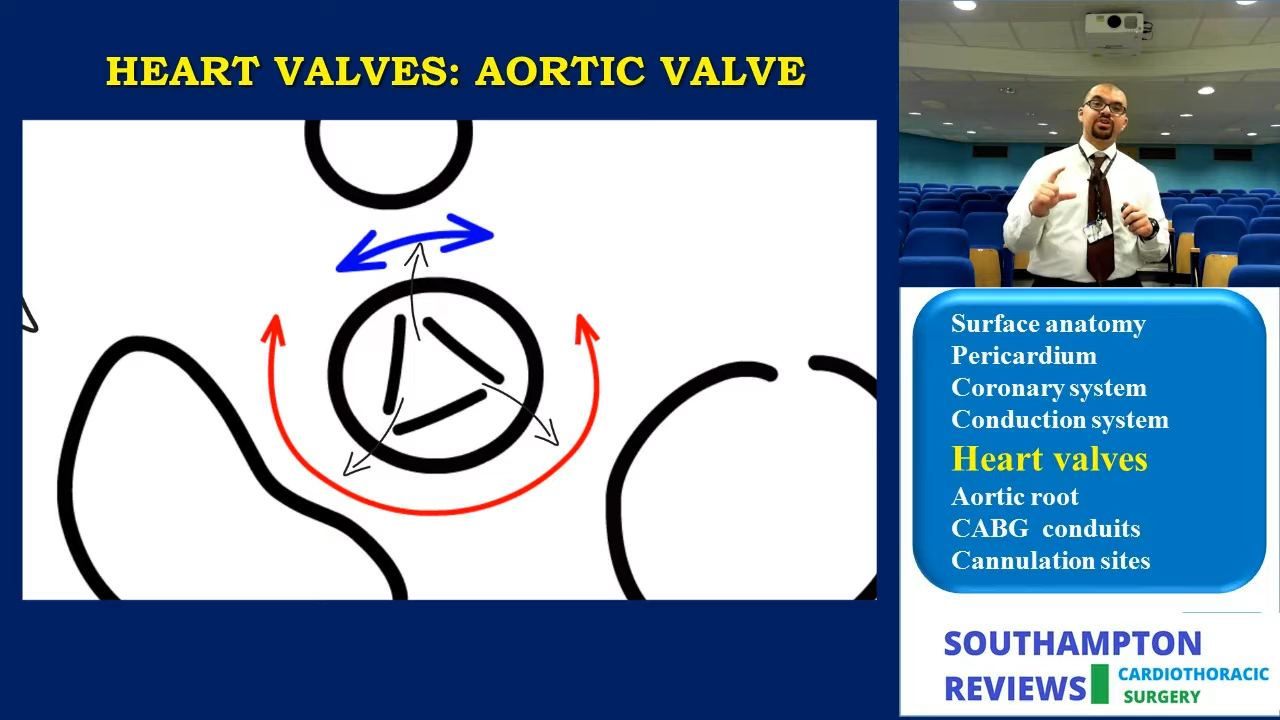 HEART VALVES: AORTIC VALVE
Surface anatomy
Pericardium
Coronary system
Conduction system
Heart valves
Aortic root
CABG conduits
Cannulation sites
SOUTHAMPTON
REVIEWS
CARDIOTHORACIC
SURGERY